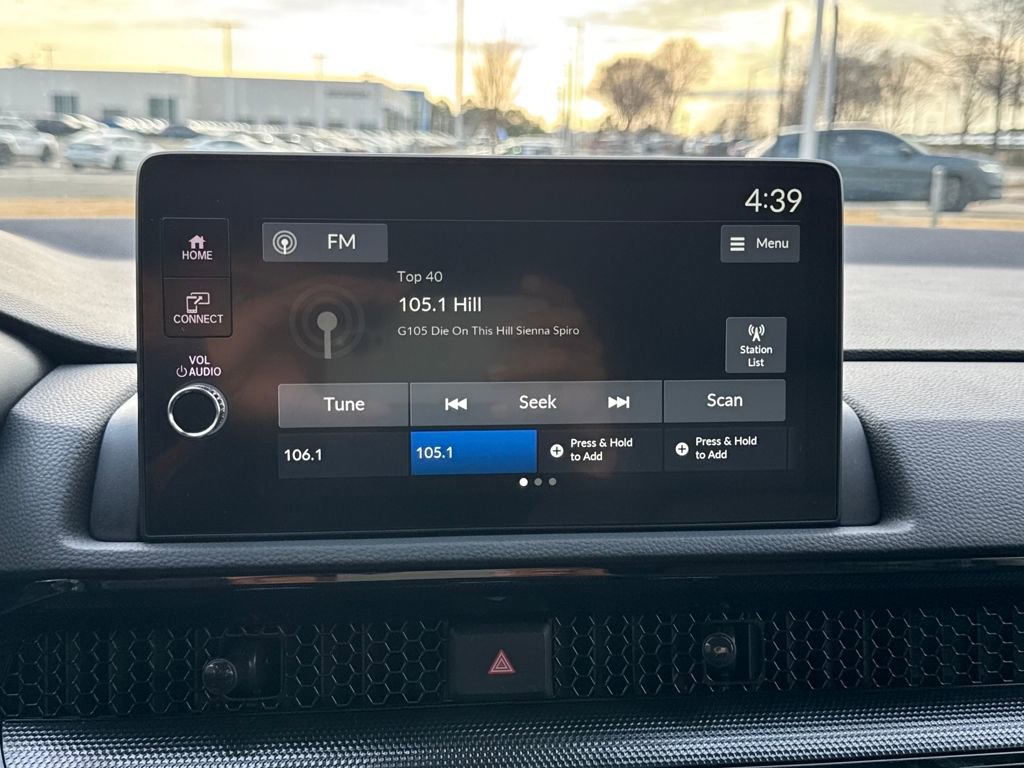 4:39
HOME
FM
Menu
Top 40
105.1 Hill
CONNECT
G105 Die On This Hill Sienna Spiro
Station
List
VOL
AUDIO
Tune
Seek
Scan
106.1
105.1
Press & Hold
to Add
Press & Hold
to Add